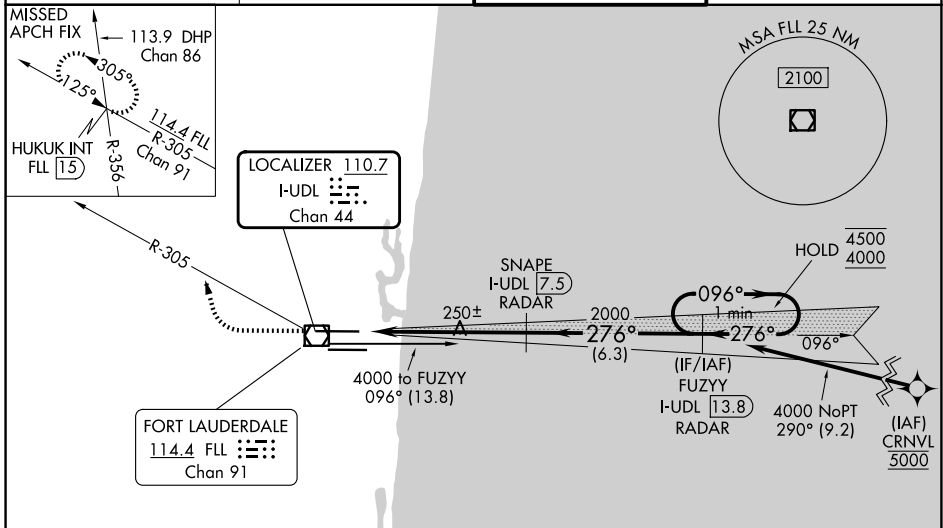 MISSED
APCH FIX
113.9 DHP
Chan 86
305°
125°
114.4 FLL
R-305
Chan 91
HUKUK INT
FLL 15
R-356
MSA FLL 25 NM
2100
LOCALIZER 110.7
I-UDL
Chan 44
R-305
SNAPE
I-UDL 7.5
RADAR
HOLD
4500
4000
250±
2000
276°
(6.3)
096°
1 min
276°
096°
4000 to FUZYY
096° (13.8)
(IF/IAF)
FUZYY
I-UDL 13.8
RADAR
4000 NoPT
290° (9.2)
(IAF)
CRNVL
5000
FORT LAUDERDALE
114.4 FLL
Chan 91